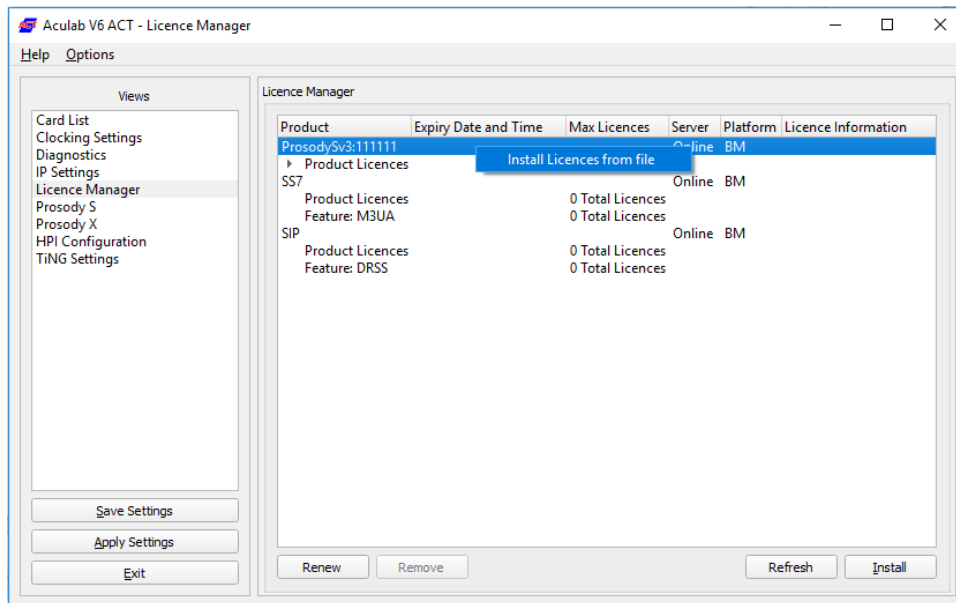 Aculab V6 ACT - Licence Manager
Help Options
Views
Card List
Clocking Settings
Diagnostics
IP Settings
Licence Manager
Prosody S
Prosody X
HPI Configuration
TiNG Settings
Save Settings
Apply Settings
Exit
Licence Manager
Product Expiry Date and Time Max Licences Server Platform Licence Information
ProsodySv3:111111 Online BM
Install Licences from file
Product Licences
SS7 Online BM
Product Licences 0 Total Licences
Feature: M3UA 0 Total Licences
SIP Online BM
Product Licences 0 Total Licences
Feature: DRSS 0 Total Licences
Renew Remove Refresh Install